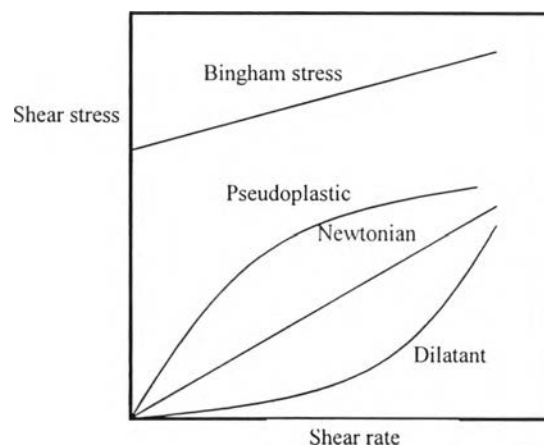 Bingham stress
Shear stress
Pseudoplastic
Newtonian
Dilatant
Shear rate